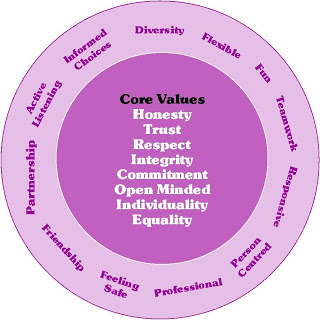 Core Values
Honesty
Trust
Respect
Integrity
Commitment
Open Minded
Individuality
Equality
Diversity
Flexible
Fun
Teamwork
Responsive
Person
Centred
Professional
Feeling
Safe
Friendship
Partnership
Active
Listening
Informed
Choices